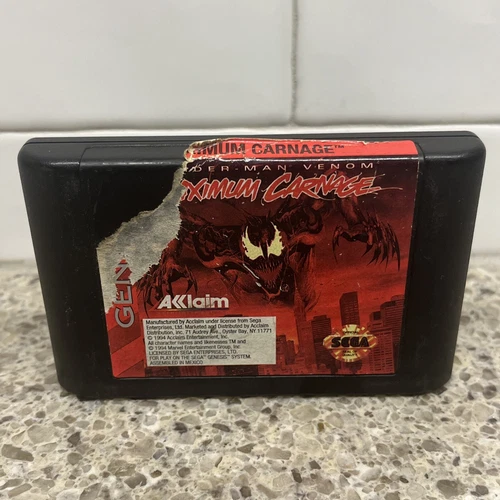 XIMUM CARNAGE™
DER-MAN VENOM
XIMUM CARNAGE
GEN
AKKlaim
Manufactured by Acclaim under license from Sega
Enterprises, Ltd. Marketed and Distributed by Acclaim
Distribution, Inc. 71 Audrey Ave., Oyster Bay, NY 11771
© 1994 Acclaim Entertainment, Inc.
All character names and likenesses TM and
© 1994 Marvel Entertainment Group, Inc.
LICENSED BY SEGA ENTERPRISES, LTD.
FOR PLAY ON THE SEGA GENESIS SYSTEM.
ASSEMBLED IN MEXICO.
SEGA